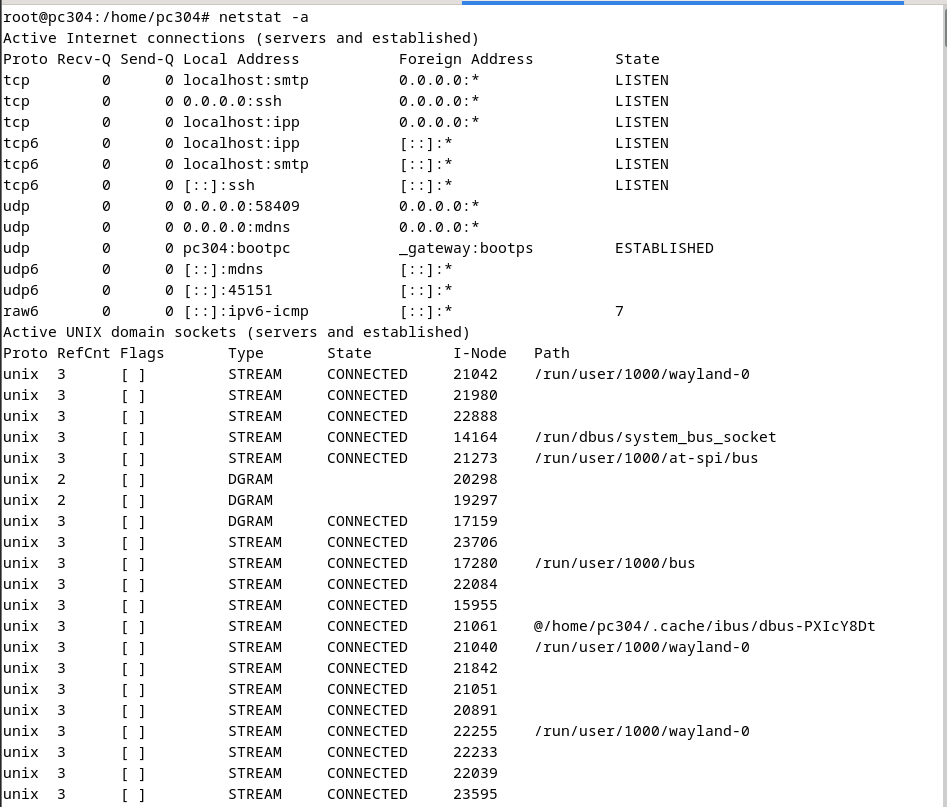 root@pc304:/home/pc304# netstat -a
Active Internet connections (servers and established)
Proto Recv-Q Send-Q Local Address           Foreign Address         State
tcp        0      0 localhost:smtp          0.0.0.0:*               LISTEN
tcp        0      0 0.0.0.0:ssh             0.0.0.0:*               LISTEN
tcp        0      0 localhost:ipp           0.0.0.0:*               LISTEN
tcp6       0      0 localhost:ipp           [::]:*                  LISTEN
tcp6       0      0 localhost:smtp          [::]:*                  LISTEN
tcp6       0      0 [::]:ssh                [::]:*                  LISTEN
udp        0      0 0.0.0.0:58409           0.0.0.0:*
udp        0      0 0.0.0.0:mdns            0.0.0.0:*
udp        0      0 pc304:bootpc            _gateway:bootps         ESTABLISHED
udp6       0      0 [::]:mdns               [::]:*
udp6       0      0 [::]:45151              [::]:*
raw6       0      0 [::]:ipv6-icmp          [::]:*                  7
Active UNIX domain sockets (servers and established)
Proto RefCnt Flags       Type       State         I-Node   Path
unix  3      [ ]         STREAM     CONNECTED     21042    /run/user/1000/wayland-0
unix  3      [ ]         STREAM     CONNECTED     21980
unix  3      [ ]         STREAM     CONNECTED     22888
unix  3      [ ]         STREAM     CONNECTED     14164    /run/dbus/system_bus_socket
unix  3      [ ]         STREAM     CONNECTED     21273    /run/user/1000/at-spi/bus
unix  2      [ ]         DGRAM                    20298
unix  2      [ ]         DGRAM                    19297
unix  3      [ ]         DGRAM      CONNECTED     17159
unix  3      [ ]         STREAM     CONNECTED     23706
unix  3      [ ]         STREAM     CONNECTED     17280    /run/user/1000/bus
unix  3      [ ]         STREAM     CONNECTED     22084
unix  3      [ ]         STREAM     CONNECTED     15955
unix  3      [ ]         STREAM     CONNECTED     21061    @/home/pc304/.cache/ibus/dbus-PXIcY8Dt
unix  3      [ ]         STREAM     CONNECTED     21040    /run/user/1000/wayland-0
unix  3      [ ]         STREAM     CONNECTED     21842
unix  3      [ ]         STREAM     CONNECTED     21051
unix  3      [ ]         STREAM     CONNECTED     20891
unix  3      [ ]         STREAM     CONNECTED     22255    /run/user/1000/wayland-0
unix  3      [ ]         STREAM     CONNECTED     22233
unix  3      [ ]         STREAM     CONNECTED     22039
unix  3      [ ]         STREAM     CONNECTED     23595